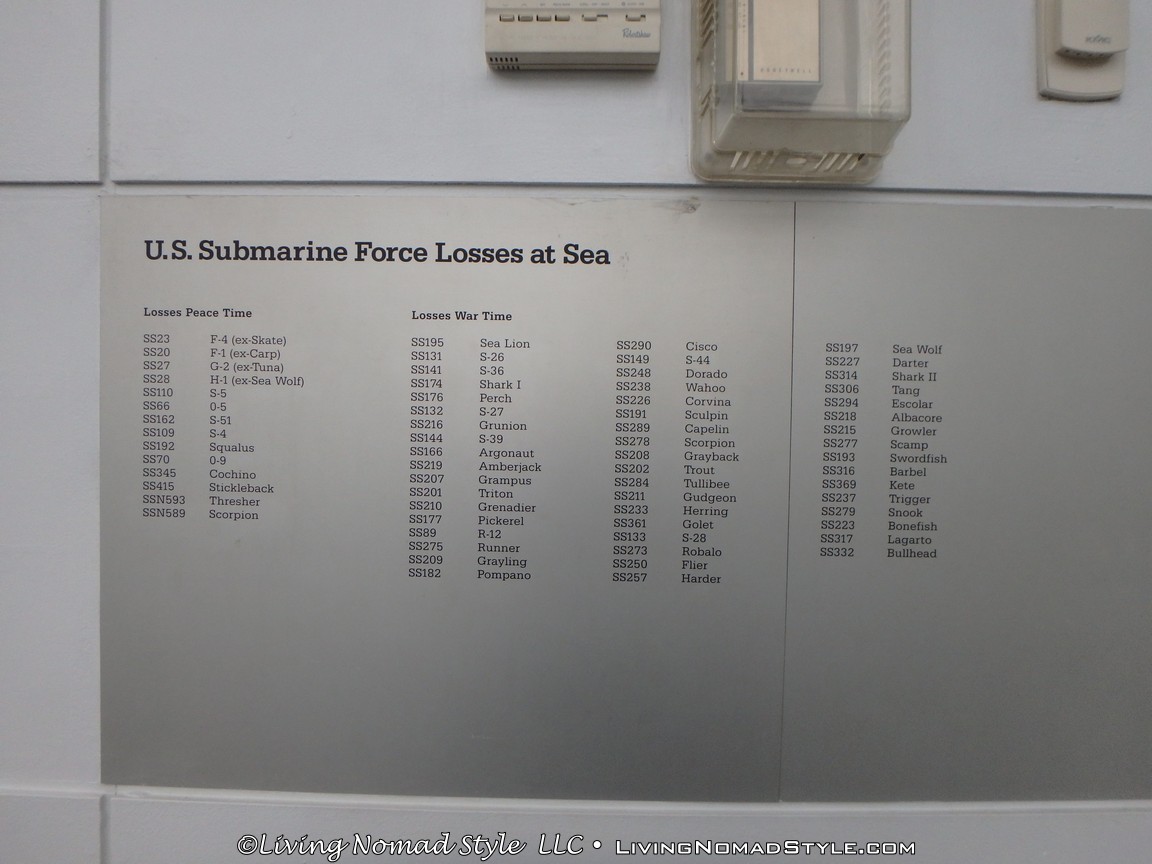 Robertshaw
HONEYWELL
U.S. Submarine Force Losses at Sea
Losses Peace Time
SS23 F-4 (ex-Skate)
SS20 F-1 (ex-Carp)
SS27 G-2 (ex-Tuna)
SS28 H-1 (ex-Sea Wolf)
SS110 S-5
SS66 0-5
SS162 S-51
SS109 S-4
SS192 Squalus
SS70 0-9
SS345 Cochino
SS415 Stickleback
SSN593 Thresher
SSN589 Scorpion
Losses War Time
SS195 Sea Lion
SS131 S-26
SS141 S-36
SS174 Shark I
SS176 Perch
SS132 S-27
SS216 Grunion
SS144 S-39
SS166 Argonaut
SS219 Amberjack
SS207 Grampus
SS201 Triton
SS210 Grenadier
SS177 Pickerel
SS89 R-12
SS275 Runner
SS209 Grayling
SS182 Pompano
SS290 Cisco
SS149 S-44
SS248 Dorado
SS238 Wahoo
SS226 Corvina
SS191 Sculpin
SS289 Capelin
SS278 Scorpion
SS208 Grayback
SS202 Trout
SS284 Tullibee
SS211 Gudgeon
SS233 Herring
SS361 Golet
SS133 S-28
SS273 Robalo
SS250 Flier
SS257 Harder
SS197 Sea Wolf
SS227 Darter
SS314 Shark II
SS306 Tang
SS294 Escolar
SS218 Albacore
SS215 Growler
SS277 Scamp
SS193 Swordfish
SS316 Barbel
SS369 Kete
SS237 Trigger
SS279 Snook
SS223 Bonefish
SS317 Lagarto
SS332 Bullhead
©Living Nomad Style LLC • LivingNomadStyle.com